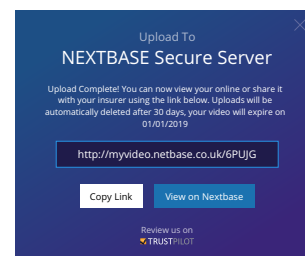 Upload To
NEXTBASE Secure Server
Upload Complete! You can now view your online or share it
with your insurer using the link below. Uploads will be
automatically deleted after 30 days, your video will expire on
01/01/2019
http://myvideo.netbase.co.uk/6PUJG
Copy Link
View on Nextbase
Review us on
TRUSTPILOT